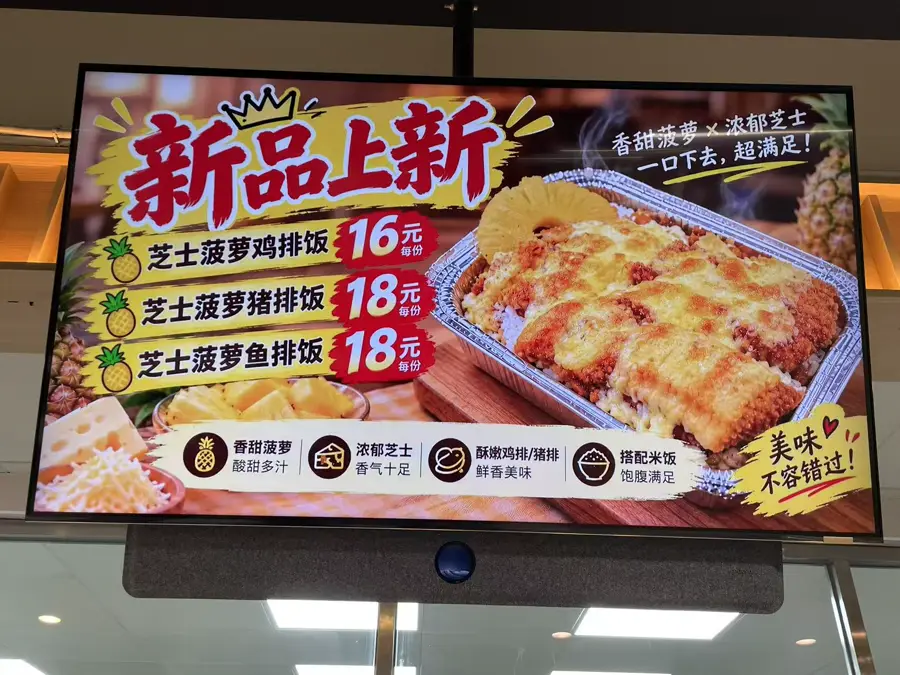 新品上新
香甜菠萝×浓郁芝士
一口下去，超满足！
芝士菠萝鸡排饭 16元 每份
芝士菠萝猪排饭 18元 每份
芝士菠萝鱼排饭 18元 每份
香甜菠萝
酸甜多汁
浓郁芝士
香气十足
酥嫩鸡排/猪排
鲜香美味
搭配米饭
饱腹满足
美味
不容错过！